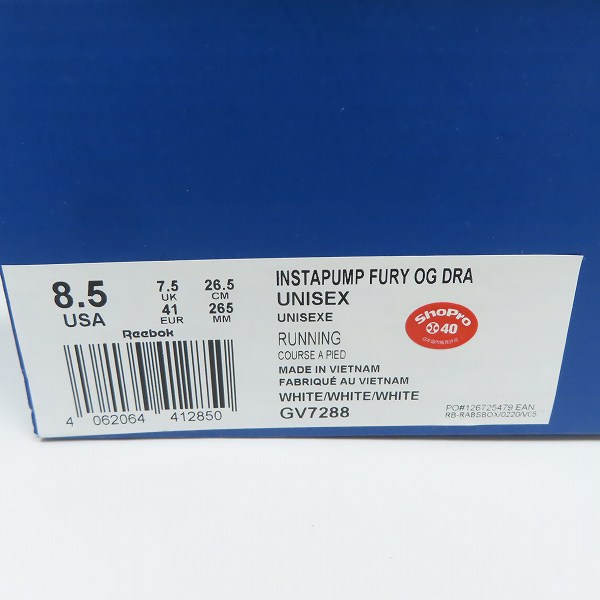 8.5
USA
7.5
UK
41
EUR
26.5
CM
265
MM
Reebok
4 062064 412850
INSTAPUMP FURY OG DRA
UNISEX
UNISEXE
RUNNING
COURSE A PIED
MADE IN VIETNAM
FABRIQUÉ AU VIETNAM
WHITE/WHITE/WHITE
GV7288
ShoPro
40
PO#126725479 EAN